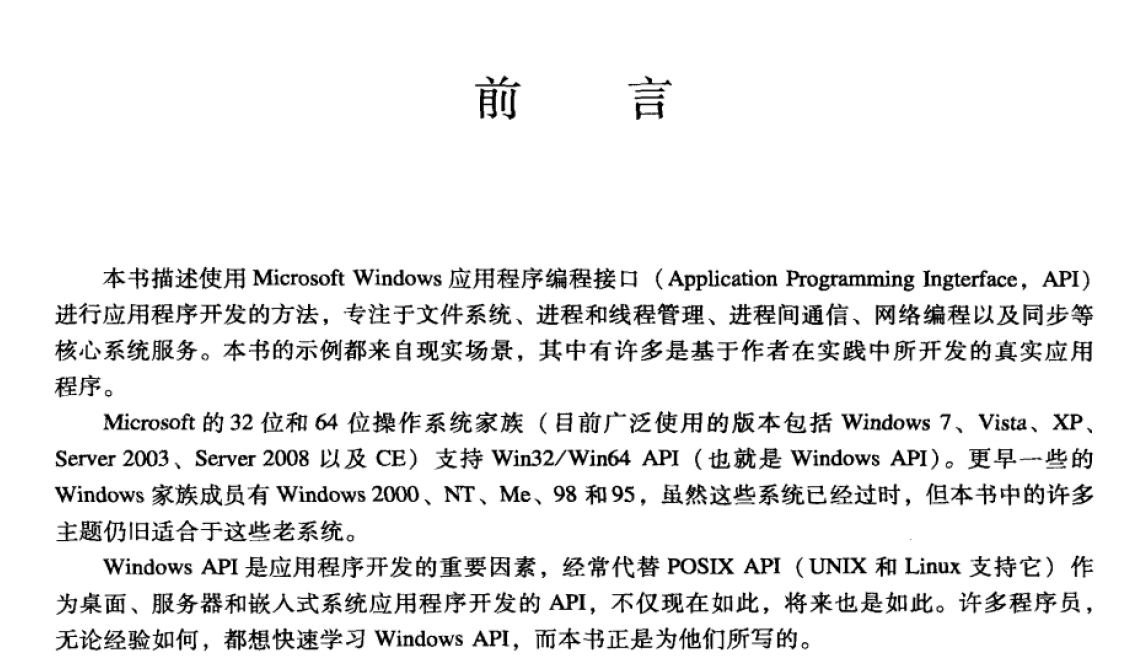 前 言
本书描述使用 Microsoft Windows 应用程序编程接口（Application Programming Ingterface，API）
进行应用程序开发的方法，专注于文件系统、进程和线程管理、进程间通信、网络编程以及同步等
核心系统服务。本书的示例都来自现实场景，其中有许多是基于作者在实践中所开发的真实应用
程序。
Microsoft 的 32 位和 64 位操作系统家族（目前广泛使用的版本包括 Windows 7、Vista、XP、
Server 2003、Server 2008 以及 CE）支持 Win32/Win64 API（也就是 Windows API）。更早一些的
Windows 家族成员有 Windows 2000、NT、Me、98 和 95，虽然这些系统已经过时，但本书中的许多
主题仍旧适合于这些老系统。
Windows API 是应用程序开发的重要因素，经常代替 POSIX API（UNIX 和 Linux 支持它）作
为桌面、服务器和嵌入式系统应用程序开发的 API，不仅现在如此，将来也是如此。许多程序员，
无论经验如何，都想快速学习 Windows API，而本书正是为他们所写的。